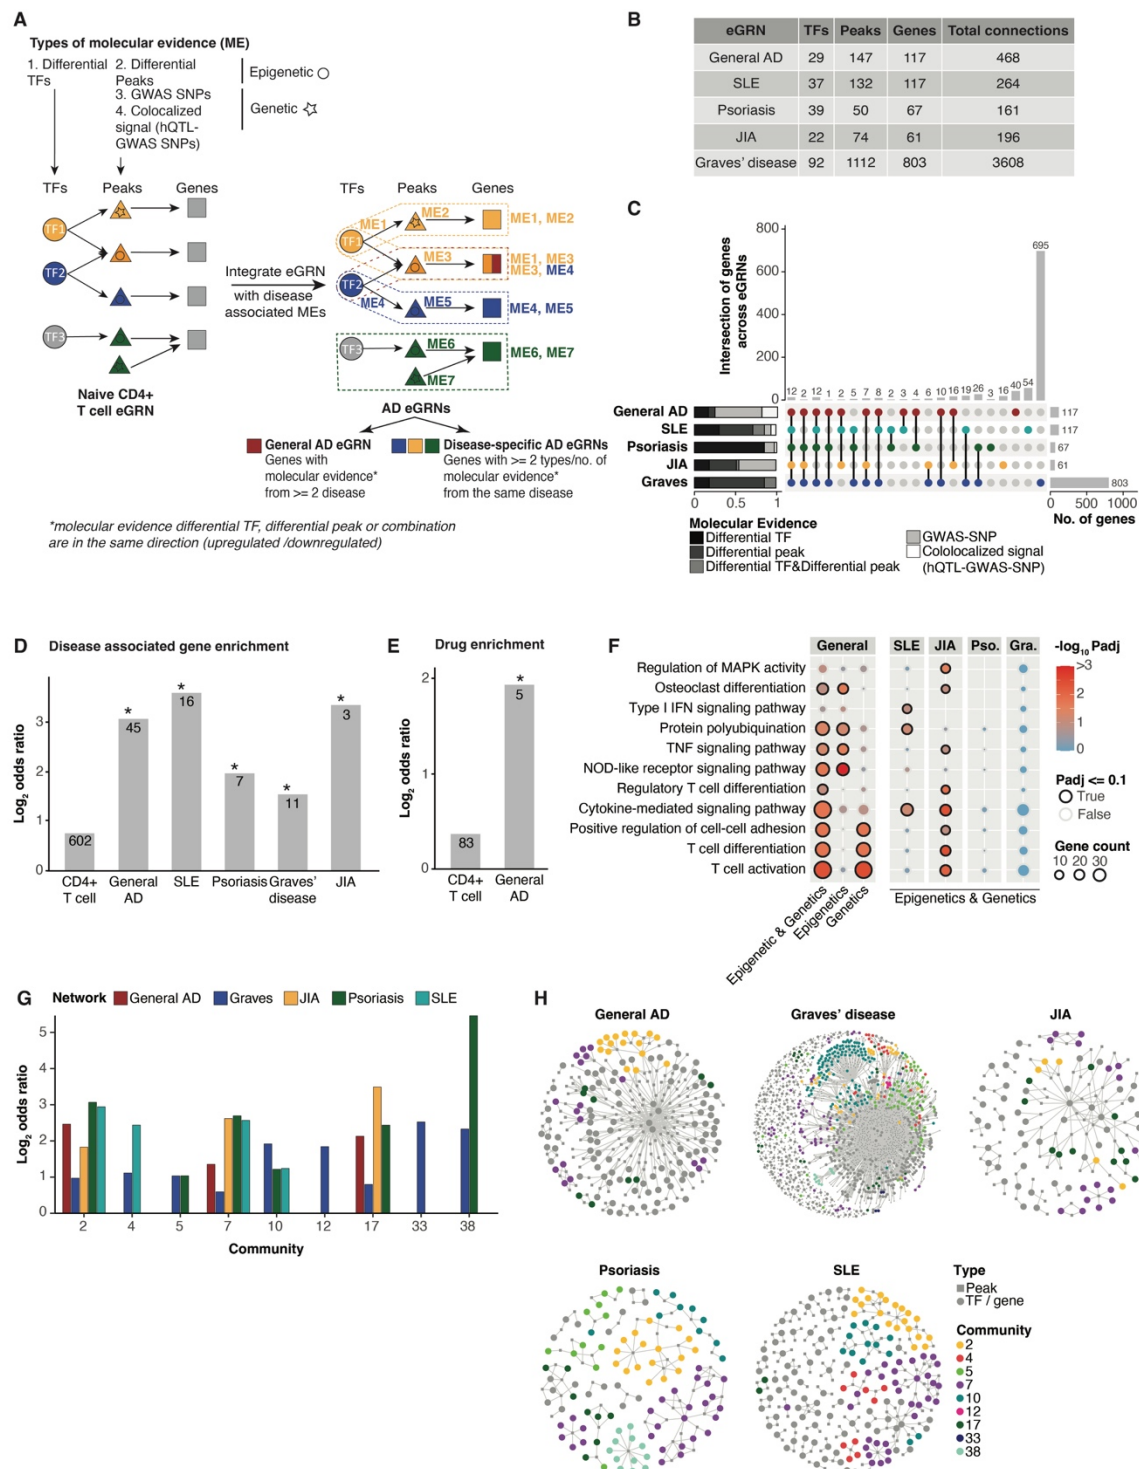 A
Types of molecular evidence (ME)
1. Differential
TFs
2. Differential
Peaks
3. GWAS SNPs
4. Colocalized
signal (hQTL-
GWAS SNPs)
Epigenetic
Genetic
TFs
Peaks
Genes
TF1
TF2
TF3
Naive CD4+
T cell eGRN
Integrate eGRN
with disease
associated MEs
TFs
Peaks
Genes
TF1
TF2
TF3
ME1
ME2
ME3
ME4
ME5
ME6
ME7
ME1, ME2
ME1, ME3
ME3, ME4
ME4, ME5
ME6, ME7
AD eGRNs
General AD eGRN
Genes with
molecular evidence*
from >= 2 disease
Disease-specific AD eGRNs
Genes with >= 2 types/no. of
molecular evidence*
from the same disease
*molecular evidence differential TF, differential peak or combination
are in the same direction (upregulated /downregulated)
B
eGRN TFs Peaks Genes Total connections
General AD 29 147 117 468
SLE 37 132 117 264
Psoriasis 39 50 67 161
JIA 22 74 61 196
Graves' disease 92 1112 803 3608
C
Intersection of genes
across eGRNs
800
600
400
200
0
12 2 12 1 2 5 7 8 2 3 4 6 10 16 19 26 3 16 40 54 695
General AD
SLE
Psoriasis
JIA
Graves
117
117
67
61
803
0 0.5 1
0 1000
No. of genes
Molecular Evidence
Differential TF
Differential peak
Differential TF&Differential peak
GWAS-SNP
Cololocalized signal
(hQTL-GWAS-SNP)
D Disease associated gene enrichment
Log2 odds ratio
3
2
1
0
602
* 45
* 16
* 7
* 11
* 3
CD4+
T cell
General
AD
SLE
Psoriasis
Graves'
disease
JIA
E Drug enrichment
Log2 odds ratio
2
1
0
83
* 5
CD4+
T cell
General
AD
F
General SLE JIA Pso. Gra.
Regulation of MAPK activity
Osteoclast differentiation
Type I IFN signaling pathway
Protein polyubiquination
TNF signaling pathway
NOD-like receptor signaling pathway
Regulatory T cell differentiation
Cytokine-mediated signaling pathway
Positive regulation of cell-cell adhesion
T cell differentiation
T cell activation
Epigenetic & Genetics
Epigenetics
Genetics
Epigenetics & Genetics
-log10 Padj
>3
2
1
0
Padj <= 0.1
True
False
Gene count
10 20 30
G Network General AD Graves JIA Psoriasis SLE
Log2 odds ratio
5
4
3
2
1
0
2 4 5 7 10 12 17 33 38
Community
H
General AD
Graves' disease
JIA
Psoriasis
SLE
Type
Peak
TF / gene
Community
2
4
5
7
10
12
17
33
38